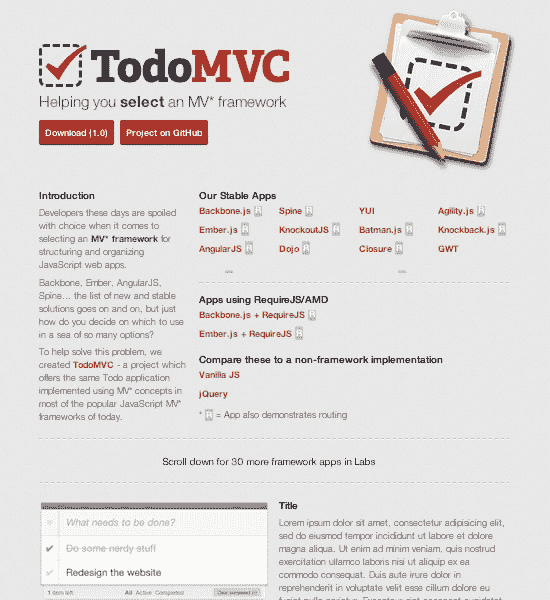 TodoMVC
Helping you select an MV* framework
Download (1.0) Project on GitHub
Introduction
Developers these days are spoiled
with choice when it comes to
selecting an MV* framework for
structuring and organizing
JavaScript web apps.
Backbone, Ember, AngularJS,
Spine... the list of new and stable
solutions goes on and on, but just
how do you decide on which to use
in a sea of so many options?
To help solve this problem, we
created TodoMVC - a project which
offers the same Todo application
implemented using MV* concepts in
most of the popular JavaScript MV*
frameworks of today.
Our Stable Apps
Backbone.js Spine YUI Agility.js
Ember.js KnockoutJS Batman.js Knockback.js
AngularJS Dojo Closure GWT
Apps using RequireJS/AMD
Backbone.js + RequireJS
Ember.js + RequireJS
Compare these to a non-framework implementation
Vanilla JS
jQuery
* = App also demonstrates routing
Scroll down for 30 more framework apps in Labs
What needs to be done?
Do some nerdy stuff
Redesign the website
1 item left All Active Completed
Title
Lorem ipsum dolor sit amet, consectetur adipisicing elit,
sed do eiusmod tempor incididunt ut labore et dolore
magna aliqua. Ut enim ad minim veniam, quis nostrud
exercitation ullamco laboris nisi ut aliquip ex ea
commodo consequat. Duis aute irure dolor in
reprehenderit in voluptate velit esse cillum dolore eu